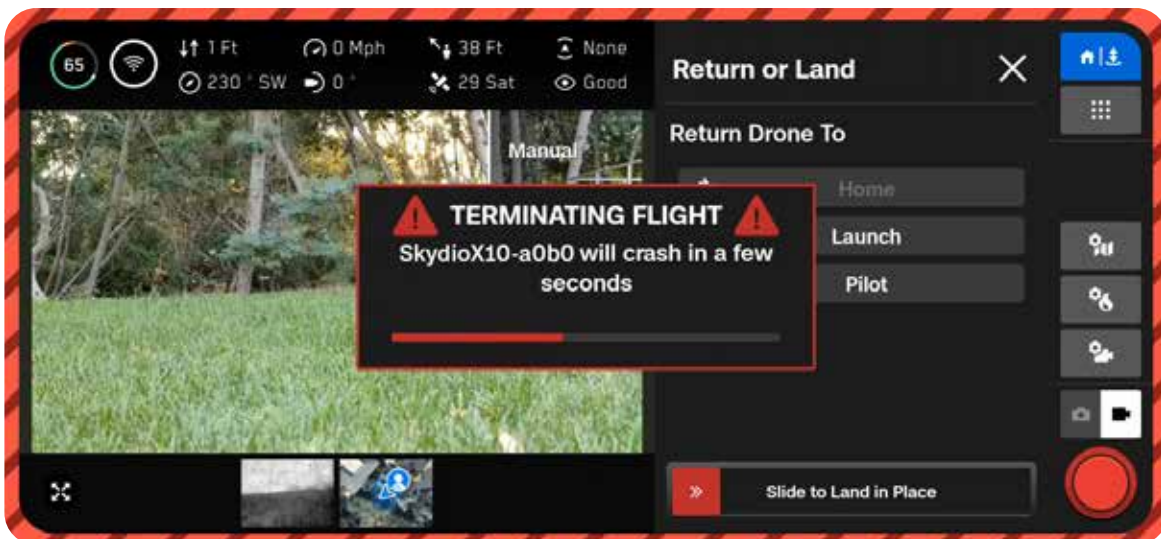 65
1 Ft
0 Mph
38 Ft
None
230 ° SW
0 °
29 Sat
Good
Manual
TERMINATING FLIGHT
SkydioX10-a0b0 will crash in a few
seconds
Return or Land
Return Drone To
Home
Launch
Pilot
Slide to Land in Place